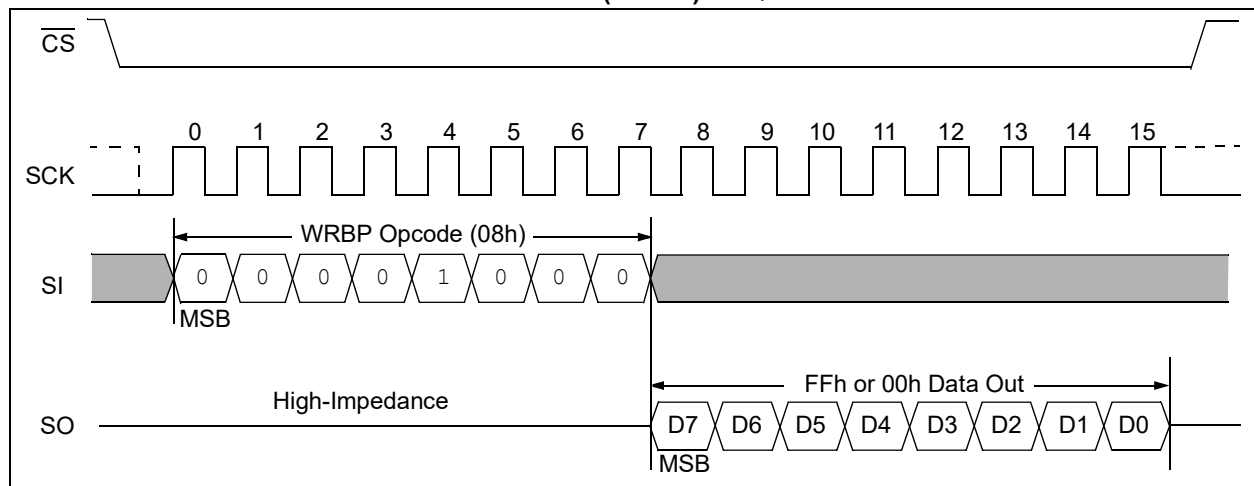 CS
0 1 2 3 4 5 6 7 8 9 10 11 12 13 14 15
SCK
WRBP Opcode (08h)
SI 0 0 0 0 1 0 0 0
MSB
FFh or 00h Data Out
High-Impedance
SO D7 D6 D5 D4 D3 D2 D1 D0
MSB